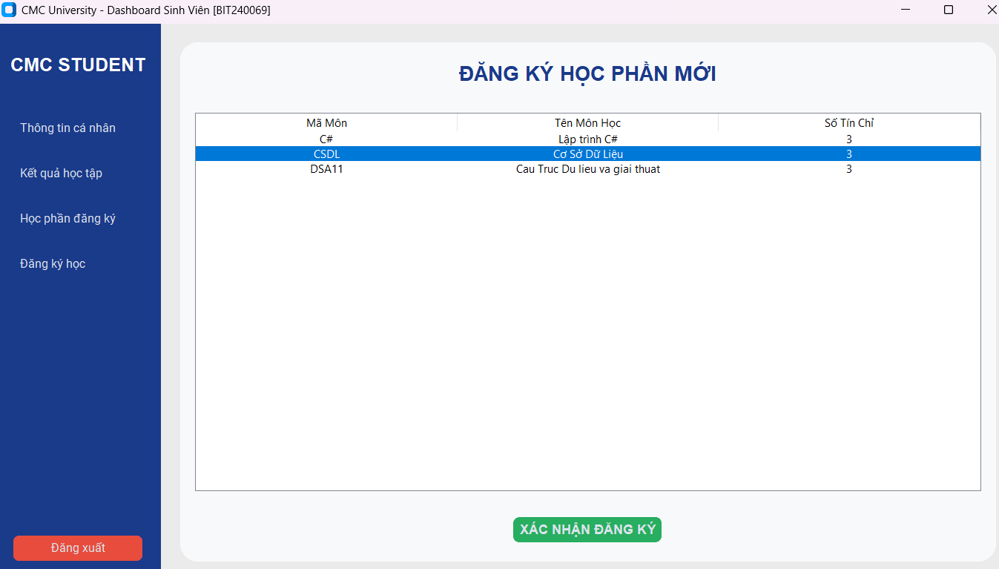 CMC University - Dashboard Sinh Viên [BIT240069]
CMC STUDENT
Thông tin cá nhân
Kết quả học tập
Học phần đăng ký
Đăng ký học
Đăng xuất
ĐĂNG KÝ HỌC PHẦN MỚI
Mã Môn Tên Môn Học Số Tín Chỉ
C# Lập trình C# 3
CSDL Cơ Sở Dữ Liệu 3
DSA11 Cau Truc Du lieu va giai thuat 3
XÁC NHẬN ĐĂNG KÝ